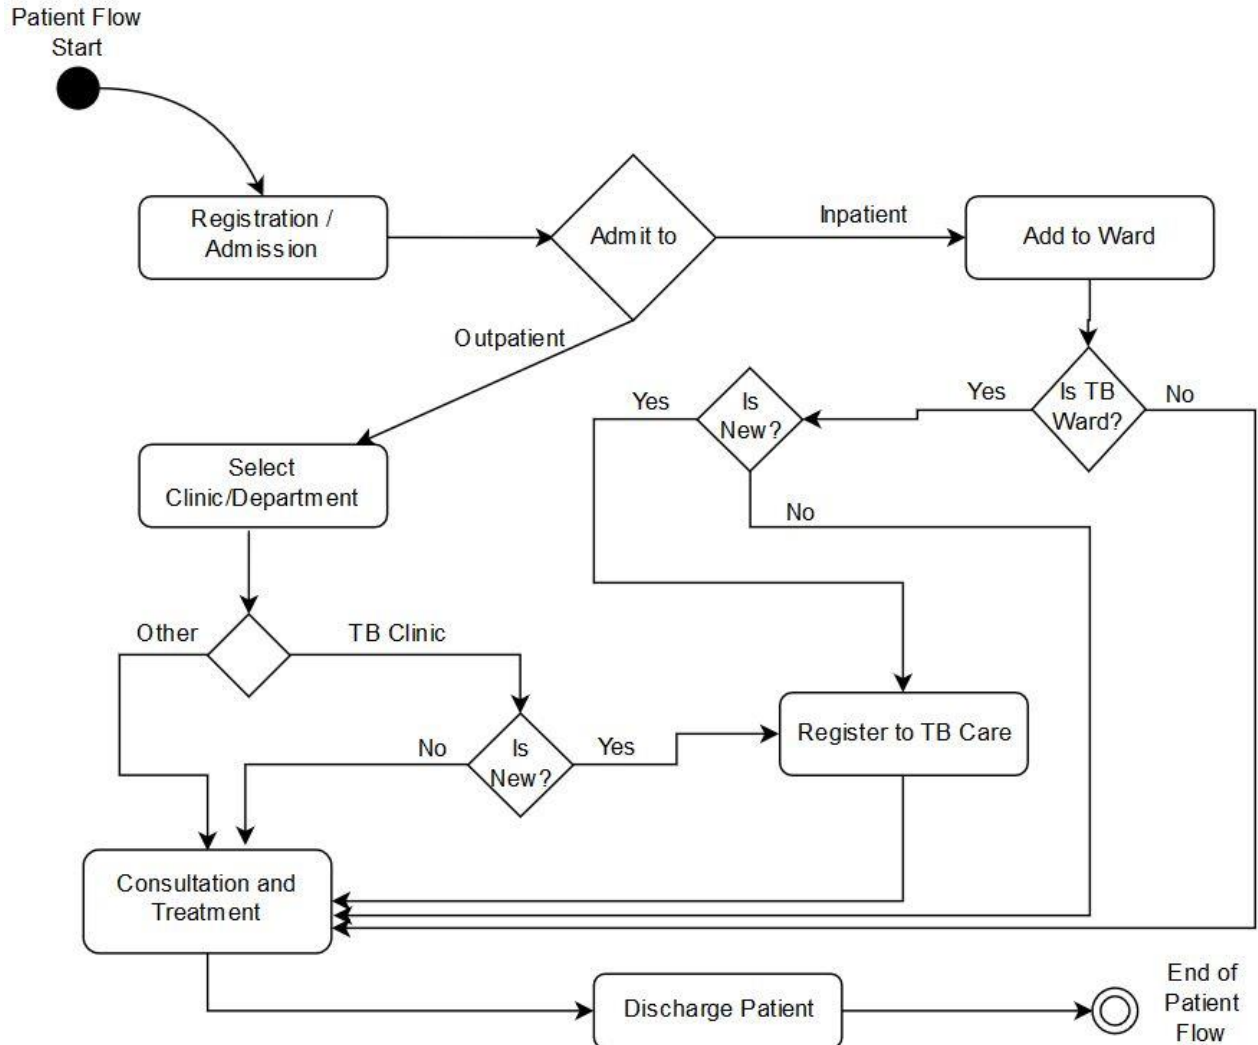 Patient Flow
Start
Registration /
Admission
Admit to
Inpatient
Add to Ward
Outpatient
Is TB
Ward?
Yes
No
Is
New?
Yes
No
Select
Clinic/Department
Other
TB Clinic
Is
New?
No
Yes
Register to TB Care
Consultation and
Treatment
Discharge Patient
End of
Patient
Flow